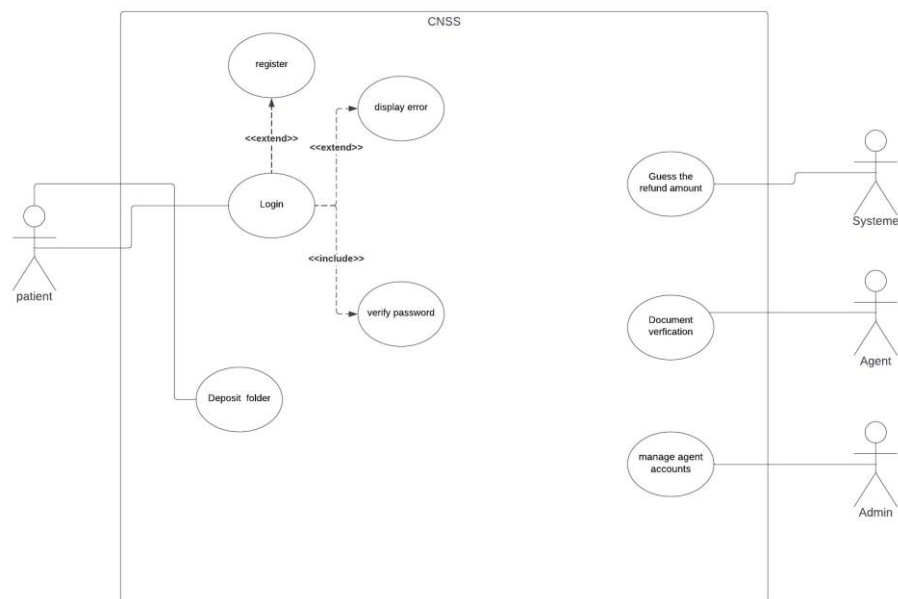 CNSS
register
display error
<<extend>>
<<extend>>
Guess the
refund amount
Login
Systeme
<<include>>
patient
verify password
Document
verfication
Agent
Deposit folder
manage agent
accounts
Admin